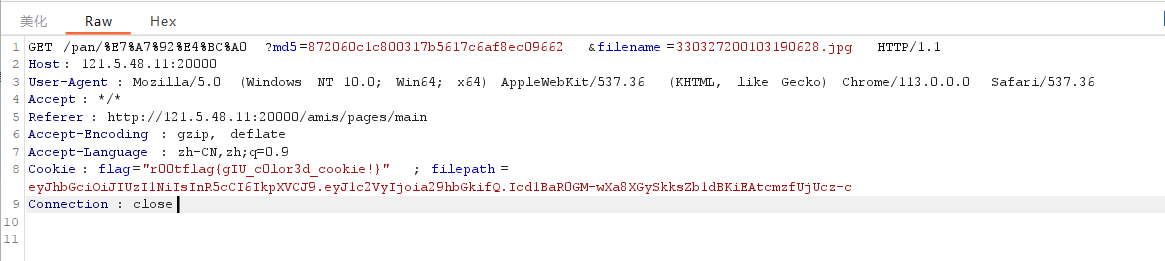 美化 Raw Hex
1 GET /pan/%E7%A7%92%E4%BC%A0 ?md5=872060c1c800317b5617c6af8ec09662 &filename=330327200103190628.jpg HTTP/1.1
2 Host: 121.5.48.11:20000
3 User-Agent : Mozilla/5.0 (Windows NT 10.0; Win64; x64) AppleWebKit/537.36 (KHTML, like Gecko) Chrome/113.0.0.0 Safari/537.36
4 Accept : */*
5 Referer : http://121.5.48.11:20000/amis/pages/main
6 Accept-Encoding : gzip, deflate
7 Accept-Language : zh-CN,zh;q=0.9
8 Cookie : flag="r00tflag{gIU_c0lor3d_cookie!}" ; filepath =
eyJhbGciOiJIUzI1NiIsInR5cCI6IkpXVCJ9.eyJ1c2VyIjoia29hbGkifQ.Icd1BaR0GM-wXa8XGySkksZb1dBKiEAtcmzfUjUcz-c
9 Connection : close
10
11